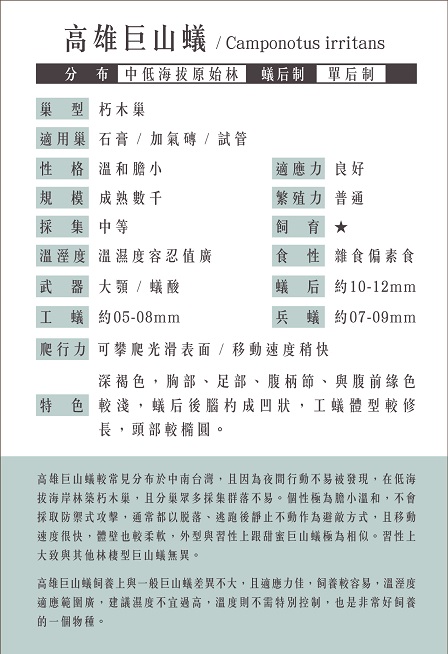 高雄巨山蟻 / Camponotus irritans
分 布 中低海拔原始林 蟻后制 單后制
巢 型 朽木巢
適用巢 石膏 / 加氣磚 / 試管
性 格 溫和膽小 適應力 良好
規 模 成熟數千 繁殖力 普通
採 集 中等 飼 育 ★
溫溼度 溫濕度容忍值廣 食 性 雜食偏素食
武 器 大顎 / 蟻酸 蟻 后 約10-12mm
工 蟻 約05-08mm 兵 蟻 約07-09mm
爬行力 可攀爬光滑表面 / 移動速度稍快
深褐色，胸部、足部、腹柄節、與腹前緣色
特 色 較淺，蟻后後腦杓成凹狀，工蟻體型較修
長，頭部較橢圓。
高雄巨山蟻較常見分布於中南台灣，且因為夜間行動不易被發現，在低海
拔海岸林築朽木巢，且分巢眾多採集群落不易。個性極為膽小溫和，不會
採取防禦式攻擊，通常都以脫落、逃跑後靜止不動作為避敵方式，且移動
速度很快，體壁也較柔軟，外型與習性上跟甜蜜巨山蟻極為相似。習性上
大致與其他林棲型巨山蟻無異。
高雄巨山蟻飼養上與一般巨山蟻差異不大，且適應力佳，飼養較容易，溫溼度
適應範圍廣，建議濕度不宜過高，溫度則不需特別控制，也是非常好飼養
的一個物種。